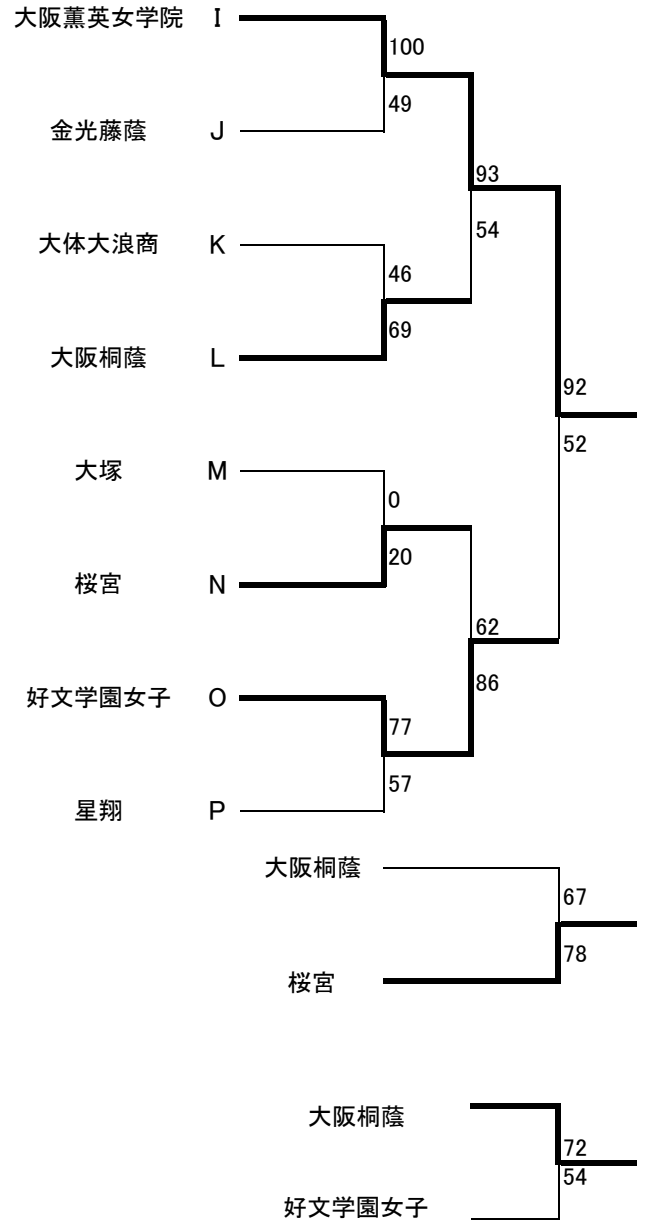 大阪薫英女学院 I
100
49
金光藤蔭 J
93
54
大体大浪商 K
46
69
大阪桐蔭 L
92
52
大塚 M
0
20
桜宮 N
62
86
好文学園女子 O
77
57
星翔 P
大阪桐蔭
67
78
桜宮
大阪桐蔭
72
54
好文学園女子